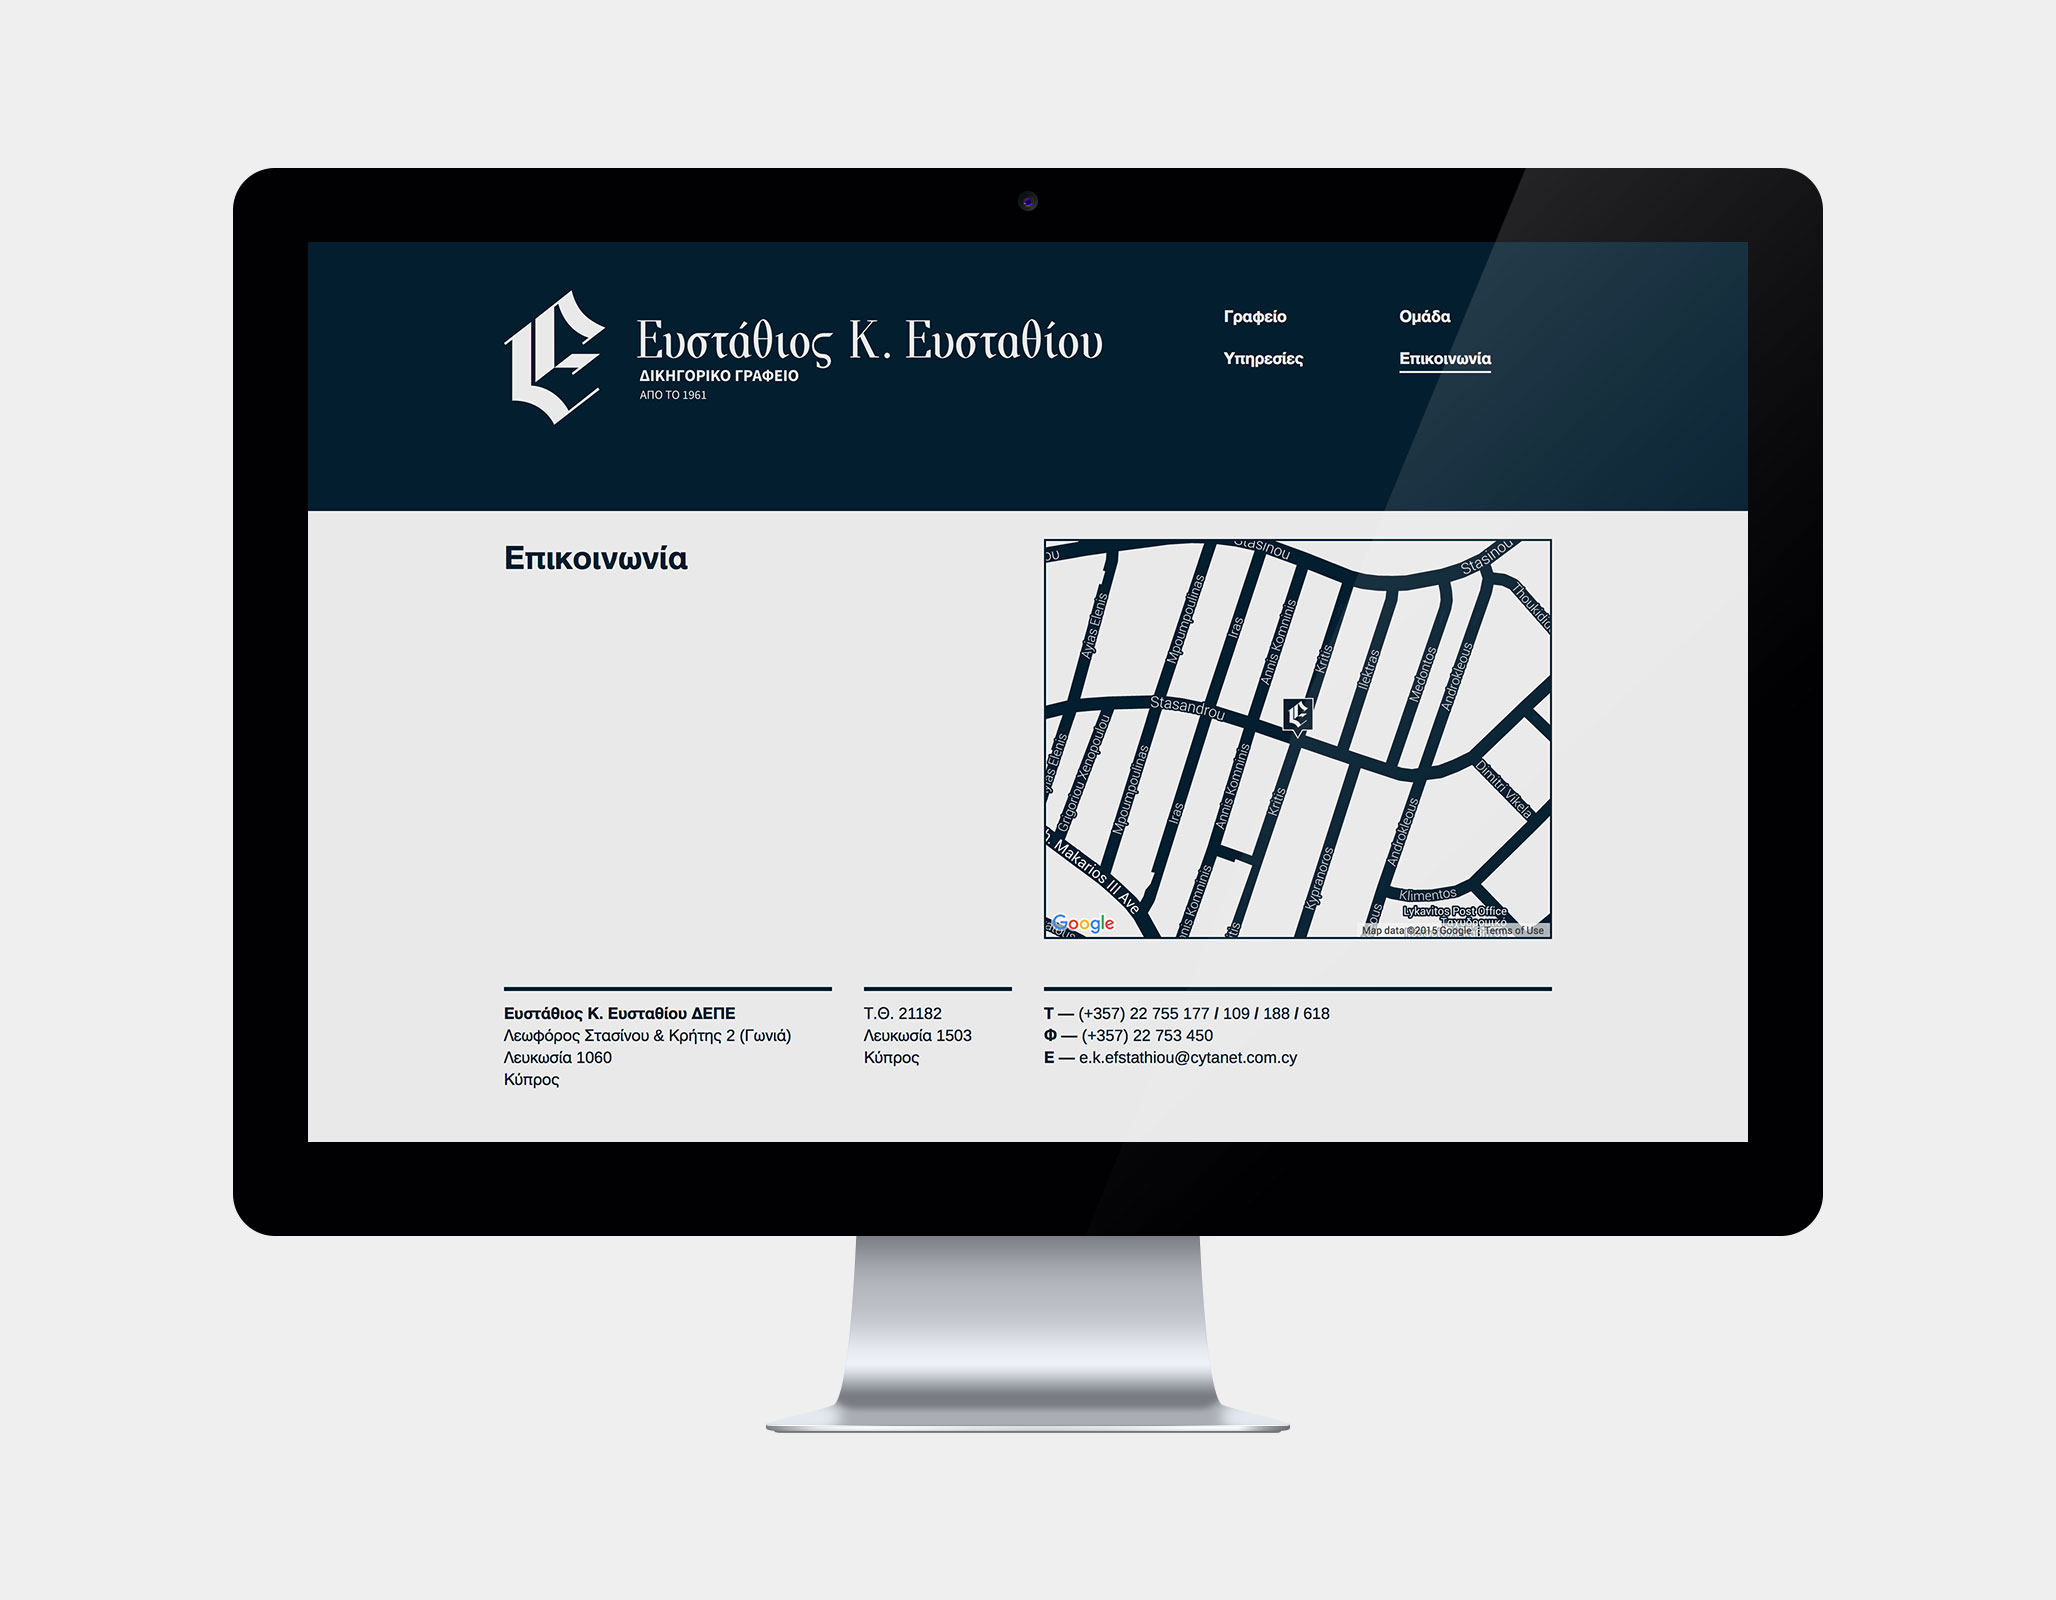 Ευστάθιος Κ. Ευσταθίου
ΔΙΚΗΓΟΡΙΚΟ ΓΡΑΦΕΙΟ
ΑΠΟ ΤΟ 1961
Γραφείο
Ομάδα
Υπηρεσίες
Επικοινωνία
Επικοινωνία
Stasinou
Stasinou
Thoukidid
Ayias Elenis
Mpoumpoulinas
Iras
Annis Komninis
Kritis
Ilektras
Medontos
Androkleous
Stasandrou
Ayias Elenis
Grigoriou Xenopoulou
Mpoumpoulinas
Iras
Annis Komninis
Kritis
Kypranoros
Androkleous
Dimitri Vikela
h. Makarios III Ave
nis Komninis
Klimentos
Lykavitos Post Office
Google
Map data ©2015 Google
Terms of Use
Ευστάθιος Κ. Ευσταθίου ΔΕΠΕ
Λεωφόρος Στασίνου & Κρήτης 2 (Γωνιά)
Λευκωσία 1060
Κύπρος
Τ.Θ. 21182
Λευκωσία 1503
Κύπρος
Τ — (+357) 22 755 177 / 109 / 188 / 618
Φ — (+357) 22 753 450
Ε — e.k.efstathiou@cytanet.com.cy